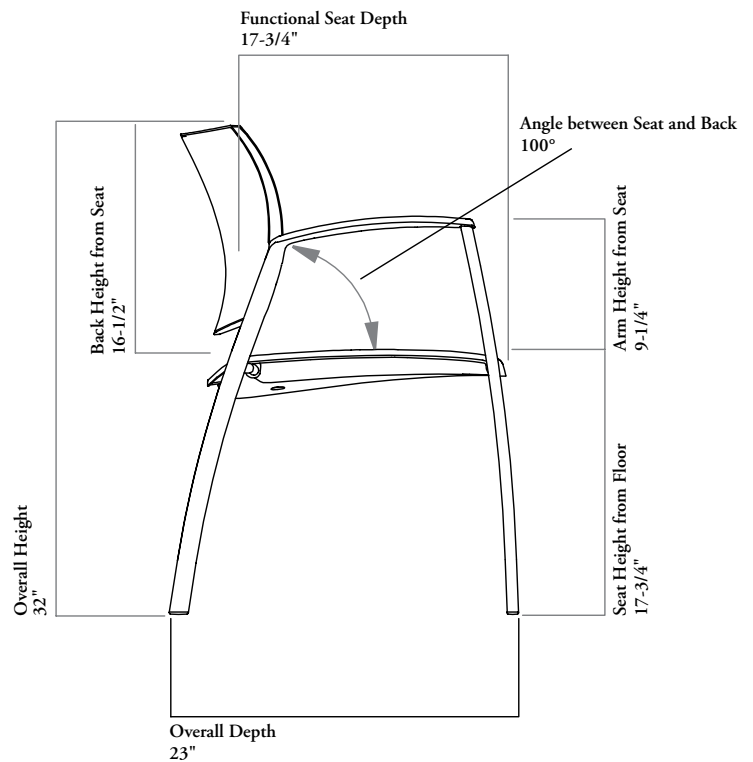 Functional Seat Depth
17-3/4"
Angle between Seat and Back
100°
Back Height from Seat
16-1/2"
Arm Height from Seat
9-1/4"
Overall Height
32"
Seat Height from Floor
17-3/4"
Overall Depth
23"